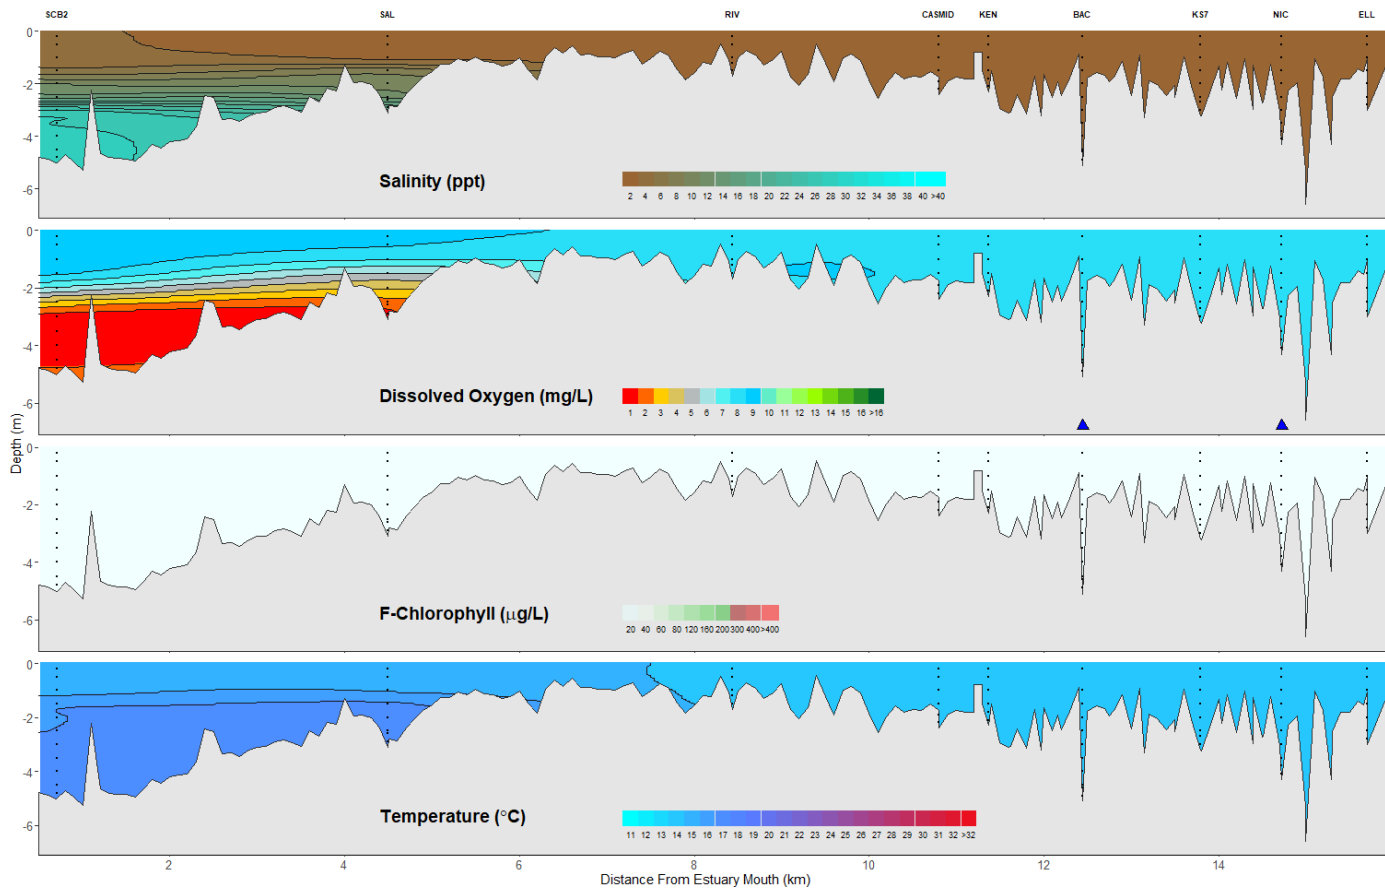 SCB2 SAL RIV CASMID KEN BAC KS7 NIC ELL
0
-2
-4
-6
Salinity (ppt)
2 4 6 8 10 12 14 16 18 20 22 24 26 28 30 32 34 36 38 40 >40
0
-2
-4
-6
Dissolved Oxygen (mg/L)
1 2 3 4 5 6 7 8 9 10 11 12 13 14 15 16 >16
Depth (m)
0
-2
-4
-6
F-Chlorophyll (μg/L)
20 40 60 80 120 160 200 300 400 >400
0
-2
-4
-6
Temperature (°C)
11 12 13 14 15 16 17 18 19 20 21 22 23 24 25 26 27 28 29 30 31 32 >32
2 4 6 8 10 12 14
Distance From Estuary Mouth (km)